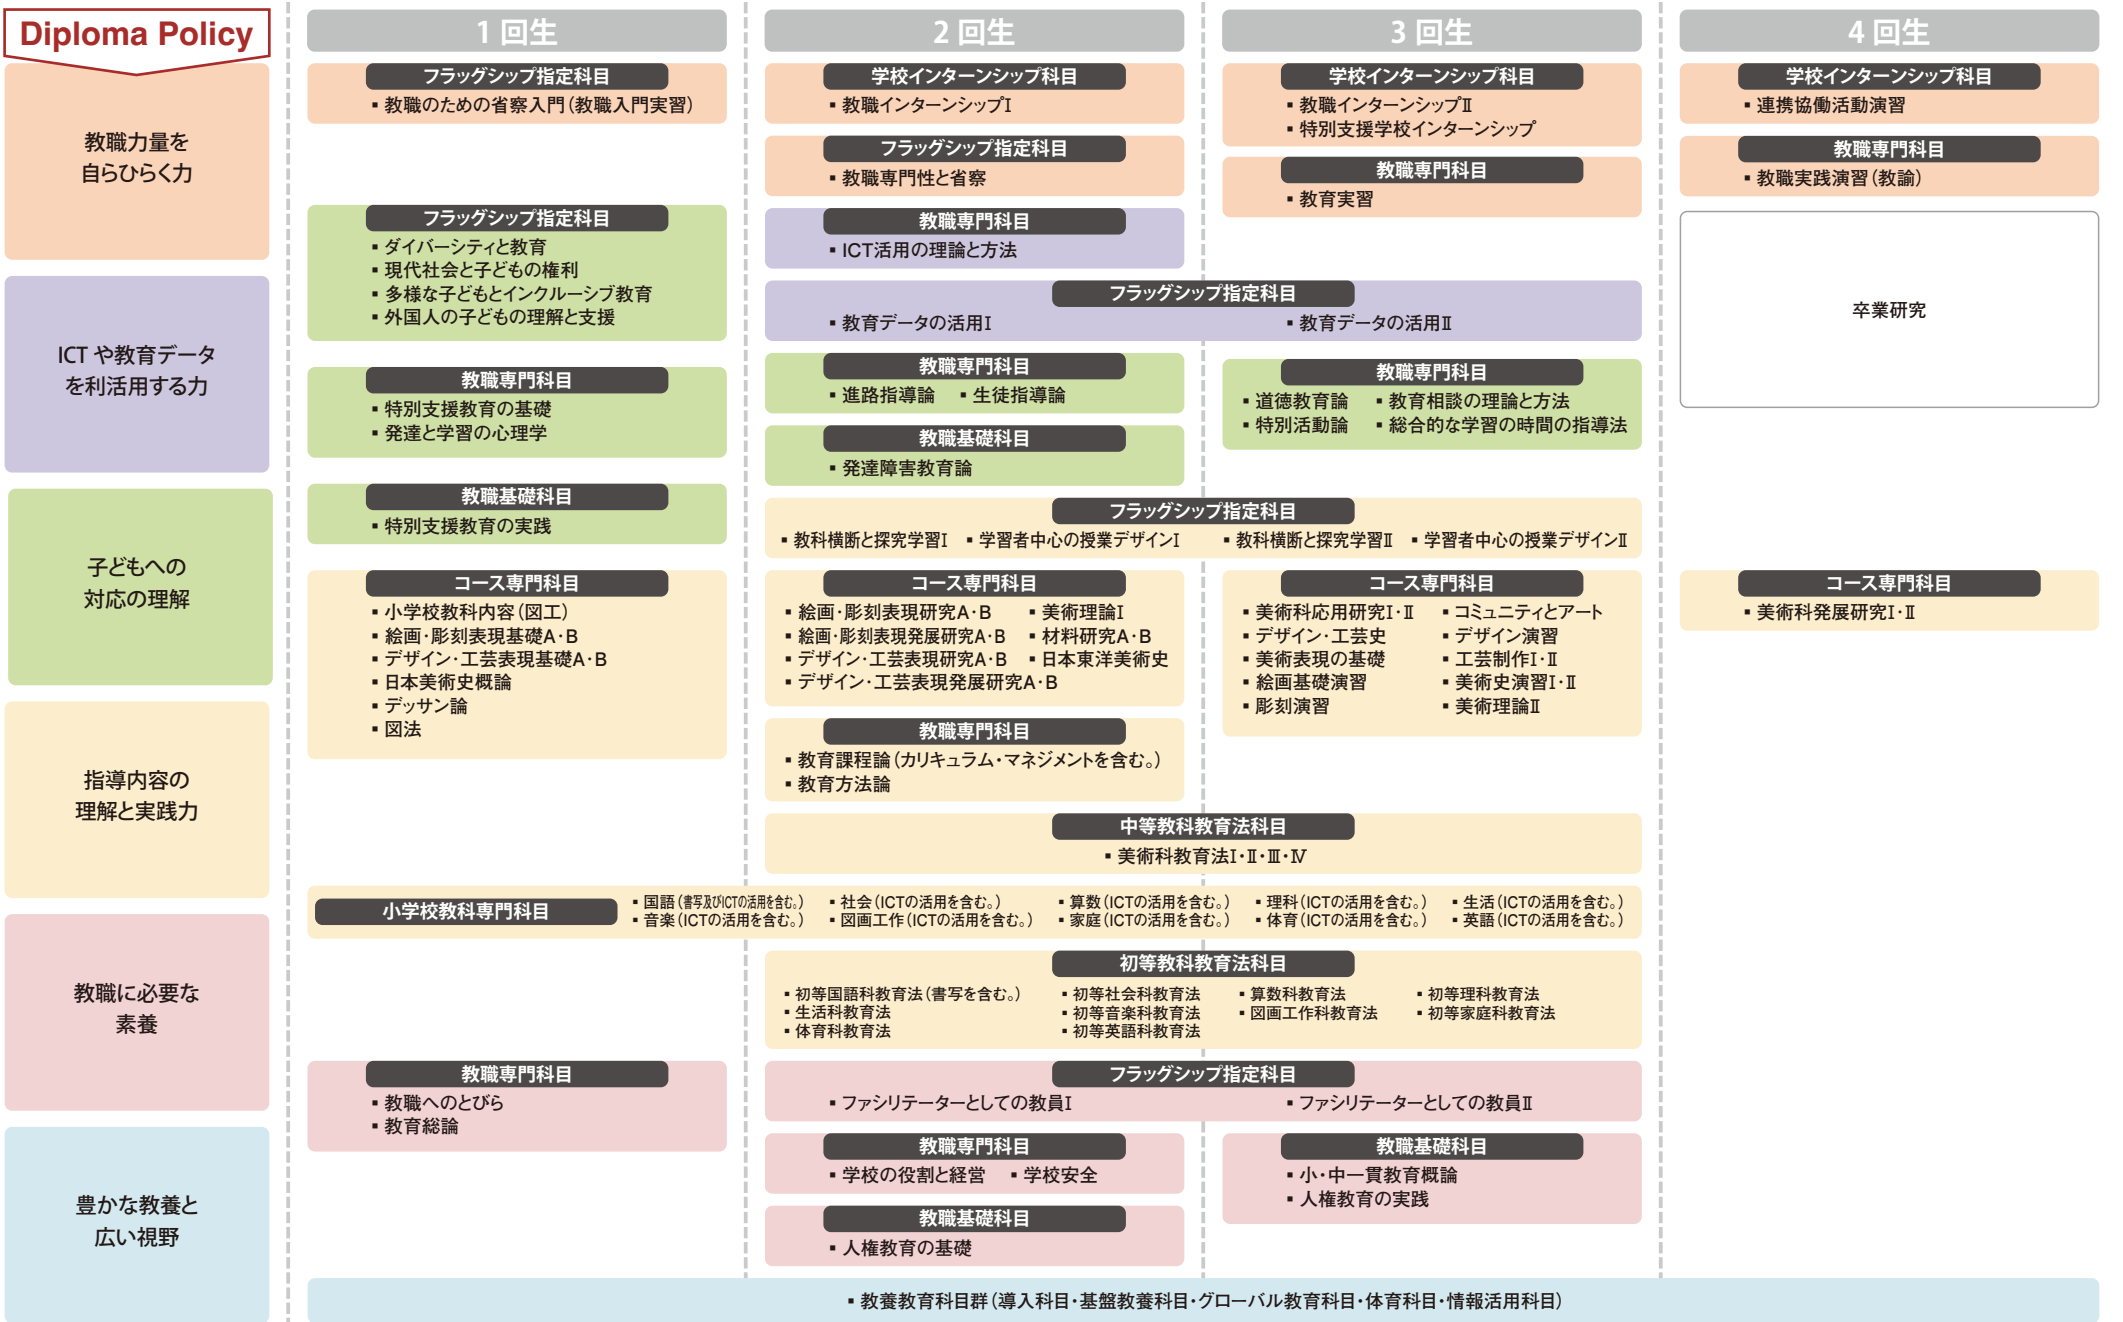 Diploma Policy
教職力量を
自らひらく力
ICT や教育データ
を利活用する力
子どもへの
対応の理解
指導内容の
理解と実践力
教職に必要な
素養
豊かな教養と
広い視野
1 回生
フラッグシップ指定科目
▪ 教職のための省察入門（教職入門実習）
フラッグシップ指定科目
▪ ダイバーシティと教育
▪ 現代社会と子どもの権利
▪ 多様な子どもとインクルーシブ教育
▪ 外国人の子どもの理解と支援
教職専門科目
▪ 特別支援教育の基礎
▪ 発達と学習の心理学
教職基礎科目
▪ 特別支援教育の実践
コース専門科目
▪ 小学校教科内容（図工）
▪ 絵画・彫刻表現基礎A・B
▪ デザイン・工芸表現基礎A・B
▪ 日本美術史概論
▪ デッサン論
▪ 図法
2 回生
学校インターンシップ科目
▪ 教職インターンシップⅠ
フラッグシップ指定科目
▪ 教職専門性と省察
教職専門科目
▪ ICT活用の理論と方法
フラッグシップ指定科目
▪ 教育データの活用Ⅰ ▪ 教育データの活用Ⅱ
教職専門科目
▪ 進路指導論 ▪ 生徒指導論
教職基礎科目
▪ 発達障害教育論
フラッグシップ指定科目
▪ 教科横断と探究学習Ⅰ ▪ 学習者中心の授業デザインⅠ ▪ 教科横断と探究学習Ⅱ ▪ 学習者中心の授業デザインⅡ
コース専門科目
▪ 絵画・彫刻表現研究A・B ▪ 美術理論Ⅰ
▪ 絵画・彫刻表現発展研究A・B ▪ 材料研究A・B
▪ デザイン・工芸表現研究A・B ▪ 日本東洋美術史
▪ デザイン・工芸表現発展研究A・B
教職専門科目
▪ 教育課程論（カリキュラム・マネジメントを含む。）
▪ 教育方法論
3 回生
学校インターンシップ科目
▪ 教職インターンシップⅡ
▪ 特別支援学校インターンシップ
教職専門科目
▪ 教育実習
教職専門科目
▪ 道徳教育論 ▪ 教育相談の理論と方法
▪ 特別活動論 ▪ 総合的な学習の時間の指導法
コース専門科目
▪ 美術科応用研究Ⅰ・Ⅱ ▪ コミュニティとアート
▪ デザイン・工芸史 ▪ デザイン演習
▪ 美術表現の基礎 ▪ 工芸制作Ⅰ・Ⅱ
▪ 絵画基礎演習 ▪ 美術史演習Ⅰ・Ⅱ
▪ 彫刻演習 ▪ 美術理論Ⅱ
4 回生
学校インターンシップ科目
▪ 連携協働活動演習
教職専門科目
▪ 教職実践演習（教諭）
卒業研究
コース専門科目
▪ 美術科発展研究Ⅰ・Ⅱ
中等教科教育法科目
▪ 美術科教育法Ⅰ・Ⅱ・Ⅲ・Ⅳ
小学校教科専門科目
▪ 国語（書写及びICTの活用を含む。） ▪ 社会（ICTの活用を含む。） ▪ 算数（ICTの活用を含む。） ▪ 理科（ICTの活用を含む。） ▪ 生活（ICTの活用を含む。）
▪ 音楽（ICTの活用を含む。） ▪ 図画工作（ICTの活用を含む。） ▪ 家庭（ICTの活用を含む。） ▪ 体育（ICTの活用を含む。） ▪ 英語（ICTの活用を含む。）
初等教科教育法科目
▪ 初等国語科教育法（書写を含む。） ▪ 初等社会科教育法 ▪ 算数科教育法 ▪ 初等理科教育法
▪ 生活科教育法 ▪ 初等音楽科教育法 ▪ 図画工作科教育法 ▪ 初等家庭科教育法
▪ 体育科教育法 ▪ 初等英語科教育法
教職専門科目
▪ 教職へのとびら
▪ 教育総論
フラッグシップ指定科目
▪ ファシリテーターとしての教員Ⅰ ▪ ファシリテーターとしての教員Ⅱ
教職専門科目
▪ 学校の役割と経営 ▪ 学校安全
教職基礎科目
▪ 人権教育の基礎
教職基礎科目
▪ 小・中一貫教育概論
▪ 人権教育の実践
▪ 教養教育科目群（導入科目・基盤教養科目・グローバル教育科目・体育科目・情報活用科目）